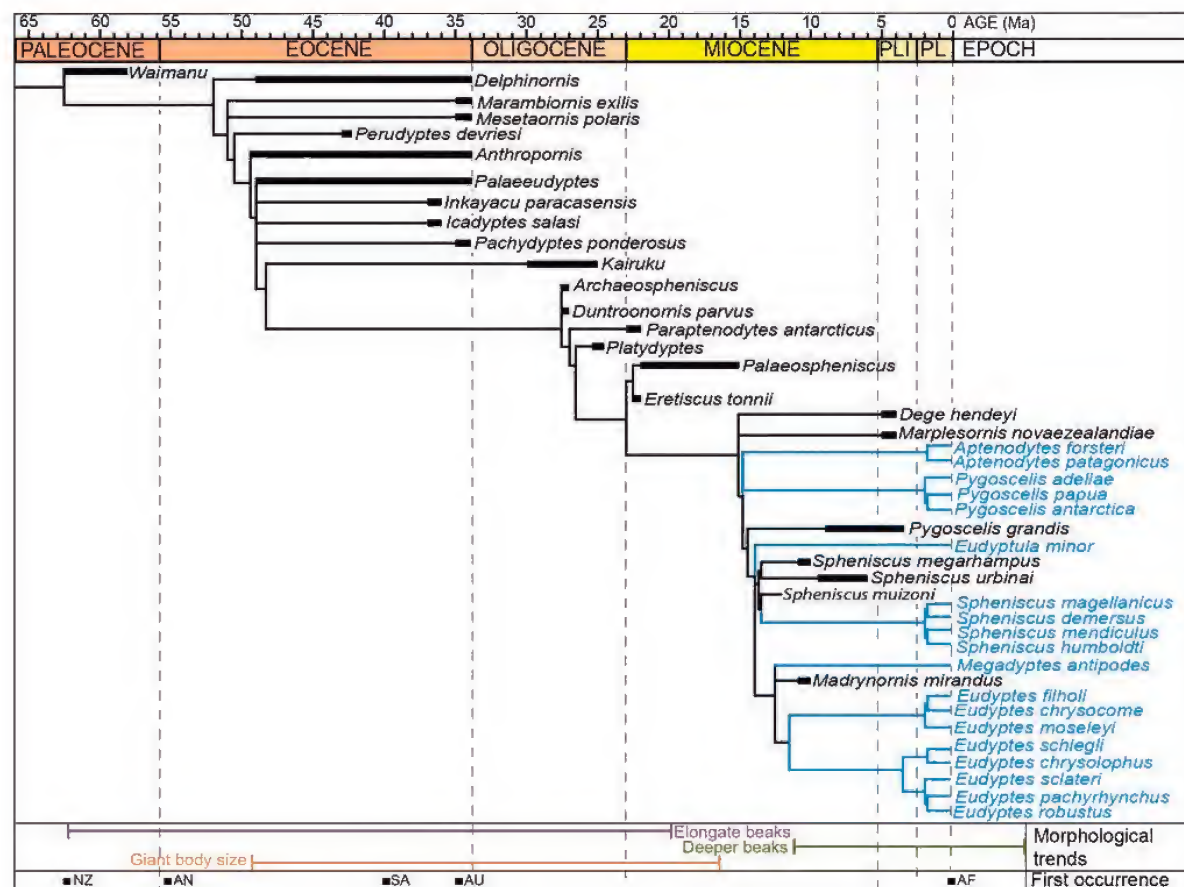 65 60 55 50 45 40 35 30 25 20 15 10 5 0 AGE (Ma)
PALEOCENE EOCENE OLIGOCENE MIOCENE PLI PL. EPOCH
Waimanu
Delphinornis
Marambiornis exilis
Mesetaornis polaris
Perudyptes devriesi
Anthropornis
Palaeeudyptes
Inkayacu paracasensis
Icadyptes salasi
Pachydyptes ponderosus
Kairuku
Archaeospheniscus
Duntroonornis parvus
Paraptenodytes antarcticus
Platydyptes
Palaeospheniscus
Eretiscus tonnii
Dege hendeyi
Marplesornis novaezealandiae
Aptenodytes forsteri
Aptenodytes patagonicus
Pygoscelis adeliae
Pygoscelis papua
Pygoscelis antarctica
Pygoscelis grandis
Eudyptula minor
Spheniscus megarhampus
Spheniscus urbinai
Spheniscus muizoni
Spheniscus magellanicus
Spheniscus demersus
Spheniscus mendiculus
Spheniscus humboldti
Megadyptes antipodes
Madrynornis mirandus
Eudyptes filholi
Eudyptes chrysocome
Eudyptes moseleyi
Eudyptes schlegli
Eudyptes chrysolophus
Eudyptes sclateri
Eudyptes pachyrhynchus
Eudyptes robustus
Elongate beaks
Deeper beaks
Giant body size
Morphological
trends
NZ AN SA AU AF First occurrence